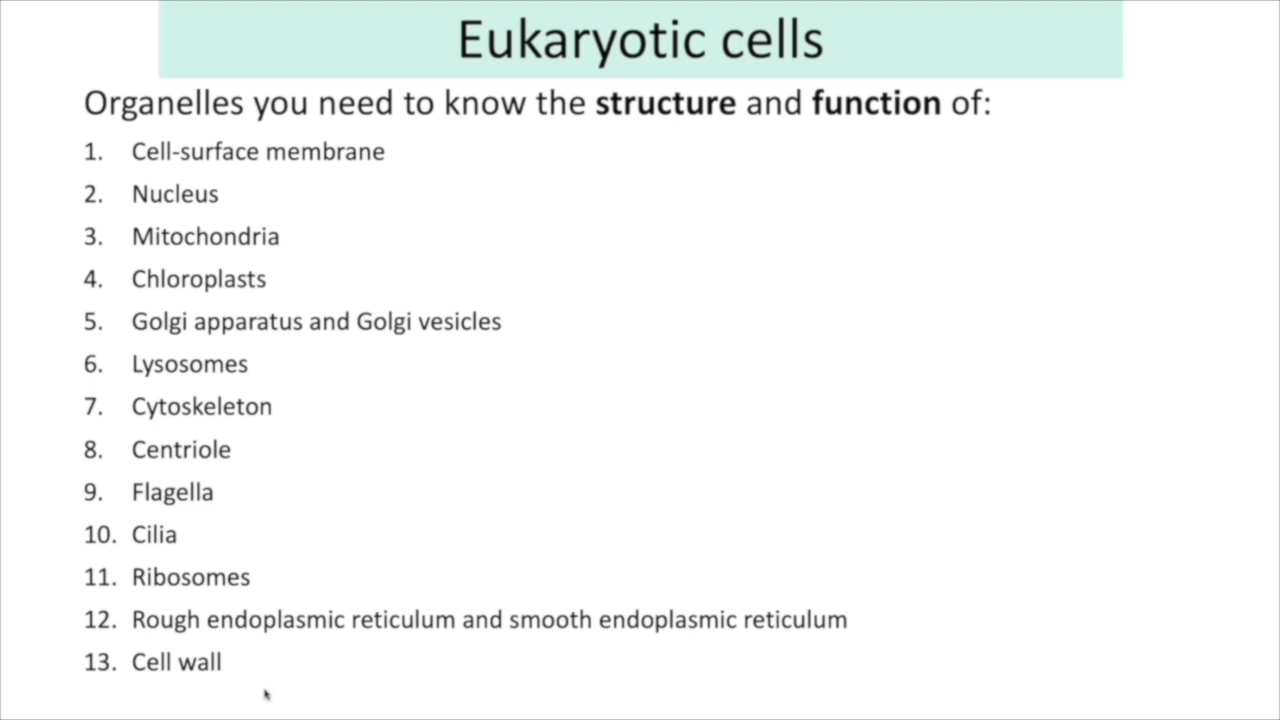 Eukaryotic cells
Organelles you need to know the structure and function of:
1. Cell-surface membrane
2. Nucleus
3. Mitochondria
4. Chloroplasts
5. Golgi apparatus and Golgi vesicles
6. Lysosomes
7. Cytoskeleton
8. Centriole
9. Flagella
10. Cilia
11. Ribosomes
12. Rough endoplasmic reticulum and smooth endoplasmic reticulum
13. Cell wall